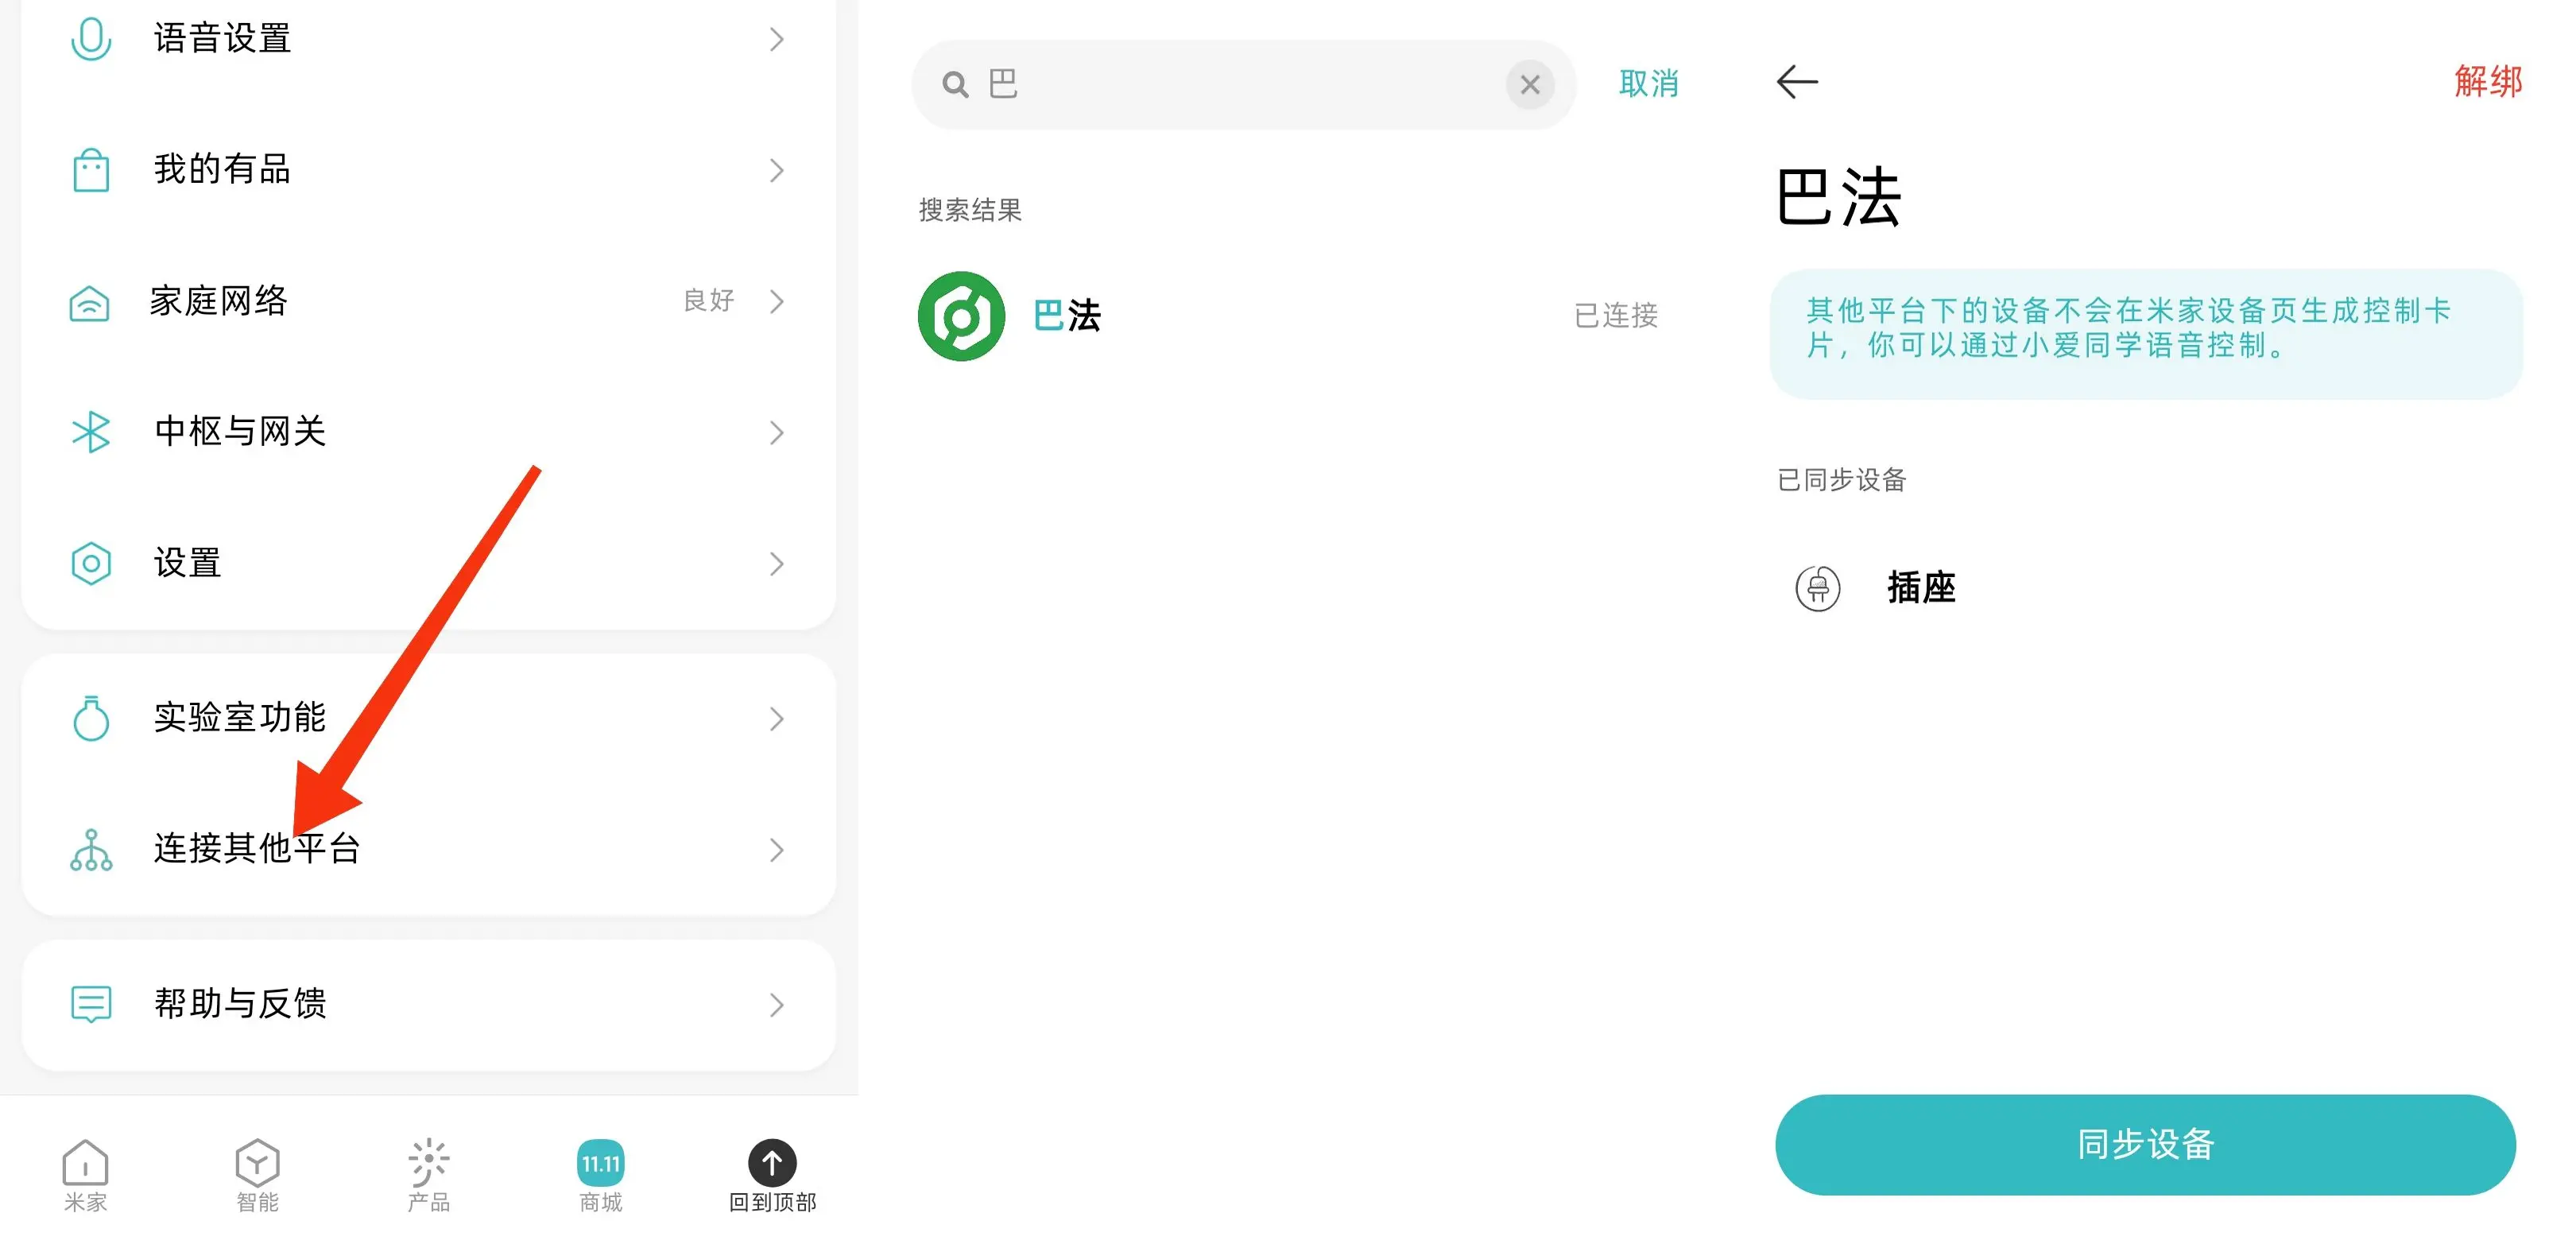 语音设置
我的有品
家庭网络
良好
中枢与网关
设置
实验室功能
连接其他平台
帮助与反馈
米家
智能
产品
11.11
商城
回到顶部
巴
取消
搜索结果
巴法
已连接
解绑
巴法
其他平台下的设备不会在米家设备页生成控制卡
片，你可以通过小爱同学语音控制。
已同步设备
插座
同步设备